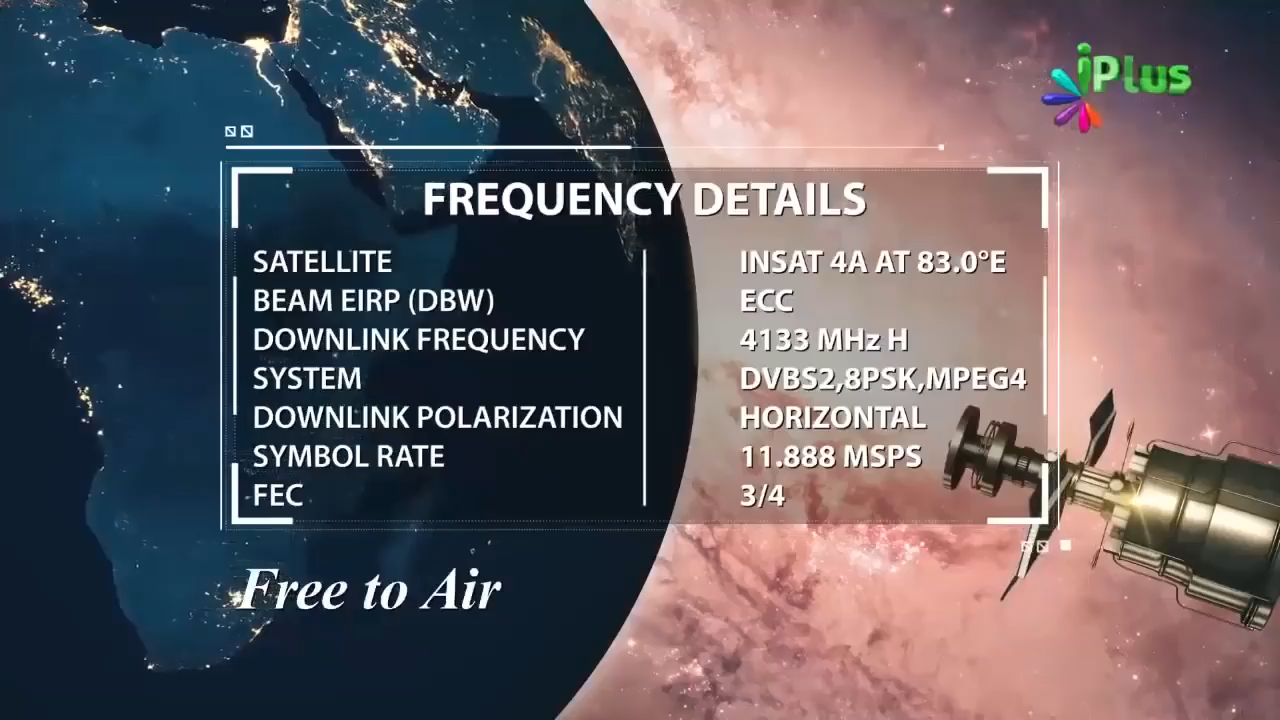 iPlus
FREQUENCY DETAILS
SATELLITE INSAT 4A AT 83.0°E
BEAM EIRP (DBW) ECC
DOWNLINK FREQUENCY 4133 MHz H
SYSTEM DVBS2,8PSK,MPEG4
DOWNLINK POLARIZATION HORIZONTAL
SYMBOL RATE 11.888 MSPS
FEC 3/4
Free to Air